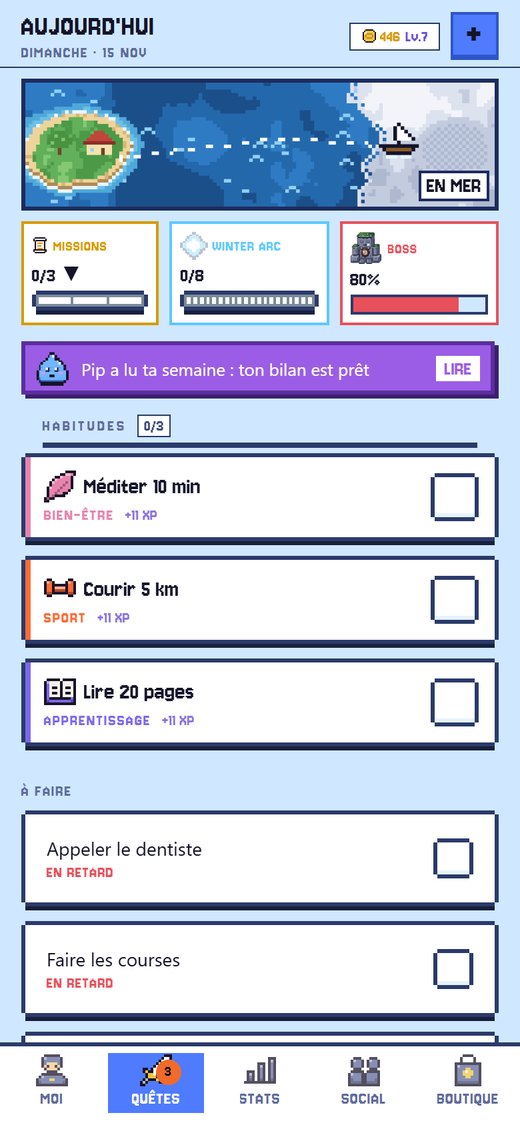 AUJOURD'HUI
DIMANCHE · 15 NOV
446 Lv.7
+
EN MER
MISSIONS
0/3 ▼
WINTER ARC
0/8
BOSS
80%
Pip a lu ta semaine : ton bilan est prêt
LIRE
HABITUDES 0/3
Méditer 10 min
BIEN-ÊTRE +11 XP
Courir 5 km
SPORT +11 XP
Lire 20 pages
APPRENTISSAGE +11 XP
À FAIRE
Appeler le dentiste
EN RETARD
Faire les courses
EN RETARD
3
MOI QUÊTES STATS SOCIAL BOUTIQUE